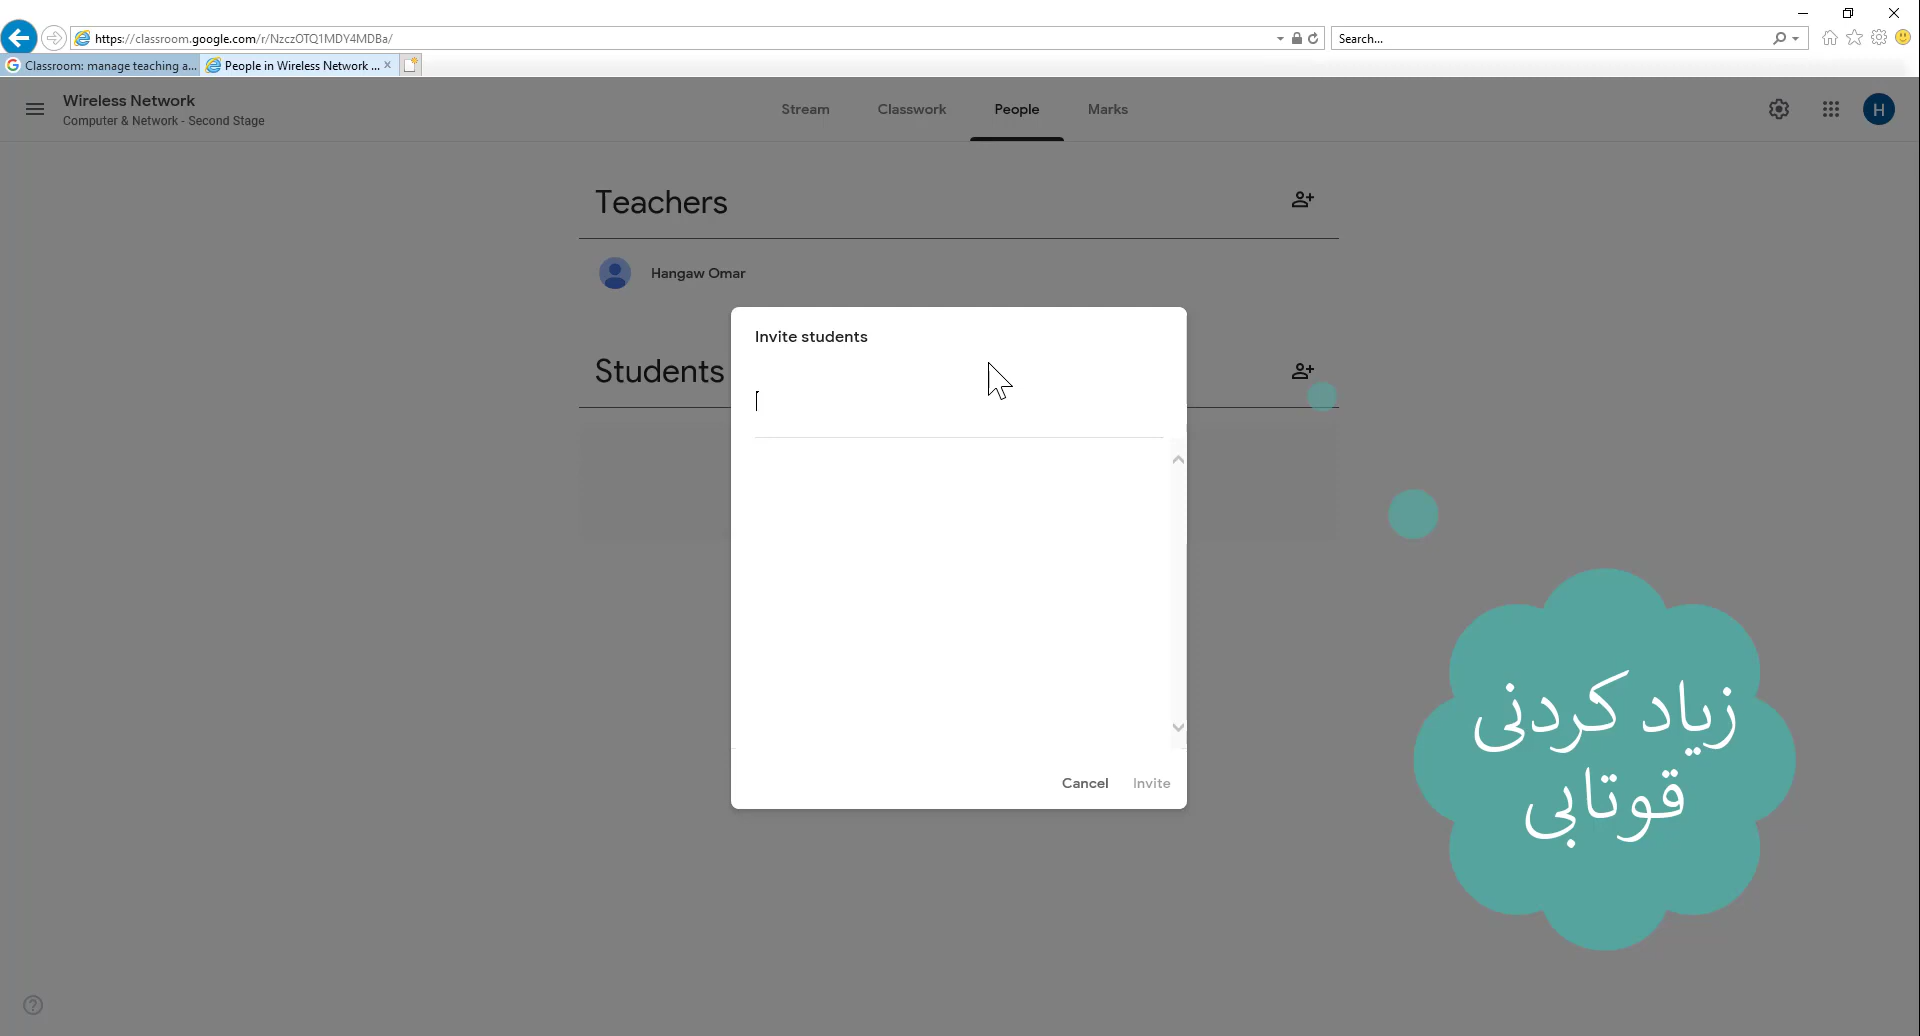 https://classroom.google.com/r/NzczOTQ1MDY4MDBa/
Search...
Classroom: manage teaching a...
People in Wireless Network ...
Wireless Network
Computer & Network - Second Stage
Stream
Classwork
People
Marks
H
Teachers
Hangaw Omar
Students
Invite students
Cancel
Invite
زیاد کردنی
قوتابی